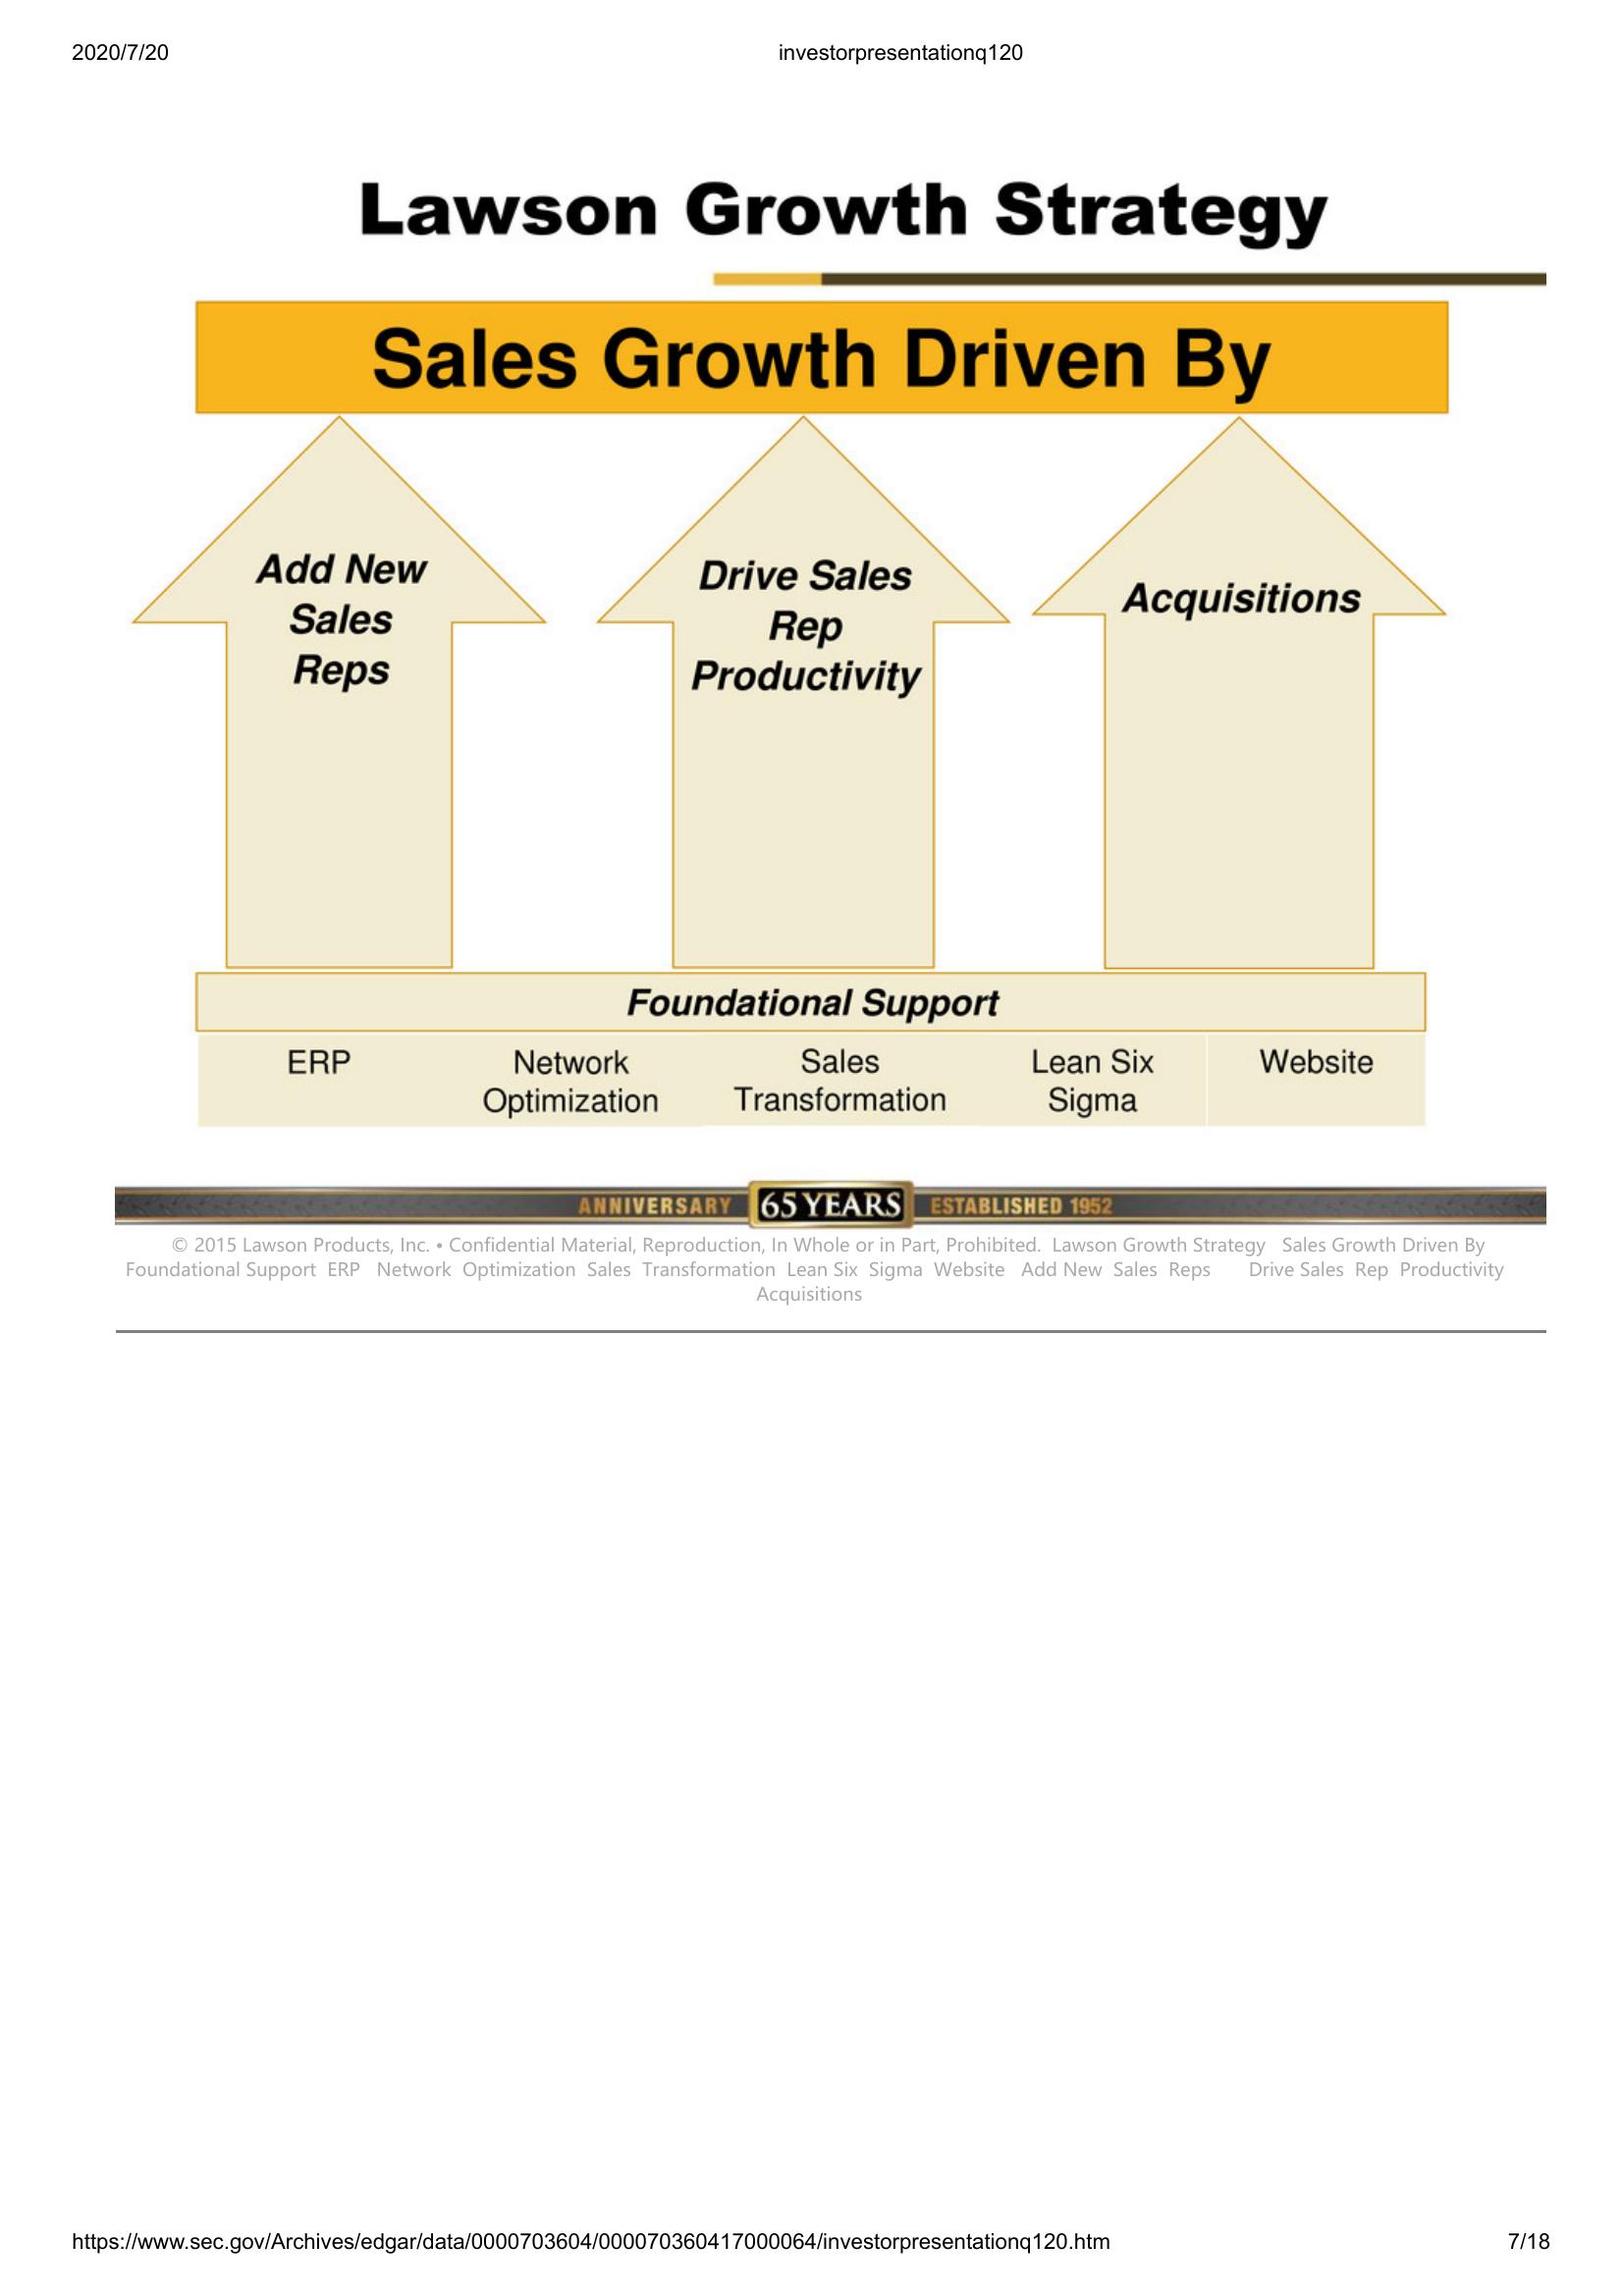 2020/7/20 investorpresentationq120
Lawson Growth Strategy
Sales Growth Driven By
Add New
Sales
Reps
Drive Sales
Rep
Productivity
Acquisitions
Foundational Support
ERP
Network
Optimization
Sales
Transformation
Lean Six
Sigma
Website
ANNIVERSARY 65 YEARS ESTABLISHED 1952
© 2015 Lawson Products, Inc. • Confidential Material, Reproduction, In Whole or in Part, Prohibited. Lawson Growth Strategy Sales Growth Driven By
Foundational Support ERP Network Optimization Sales Transformation Lean Six Sigma Website Add New Sales Reps Drive Sales Rep Productivity
Acquisitions
https://www.sec.gov/Archives/edgar/data/0000703604/000070360417000064/investorpresentationq120.htm 7/18